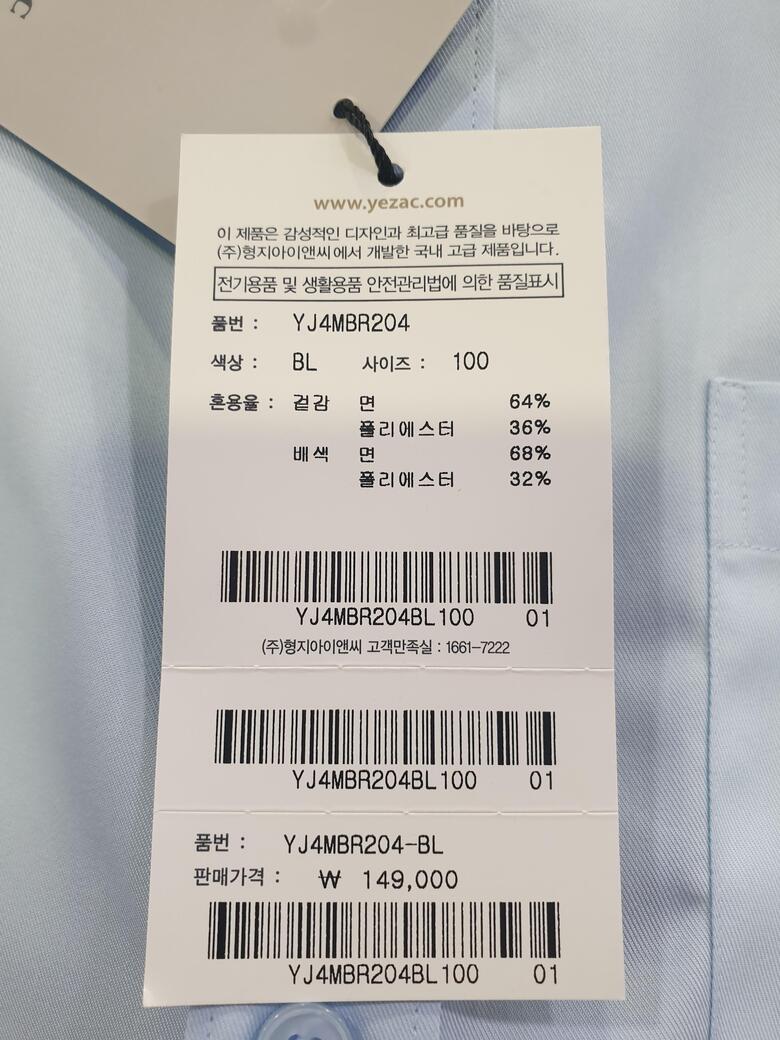 C
www.yezac.com
이 제품은 감성적인 디자인과 최고급 품질을 바탕으로
(주)형지아이앤씨에서 개발한 국내 고급 제품입니다.
전기용품 및 생활용품 안전관리법에 의한 품질표시
품번 : YJ4MBR204
색상 : BL 사이즈 : 100
혼용율 : 겉감 면 64%
폴리에스터 36%
배색 면 68%
폴리에스터 32%
YJ4MBR204BL100 01
(주)형지아이앤씨 고객만족실 : 1661-7222
YJ4MBR204BL100 01
품번 : YJ4MBR204-BL
판매가격 : ₩ 149,000
YJ4MBR204BL100 01